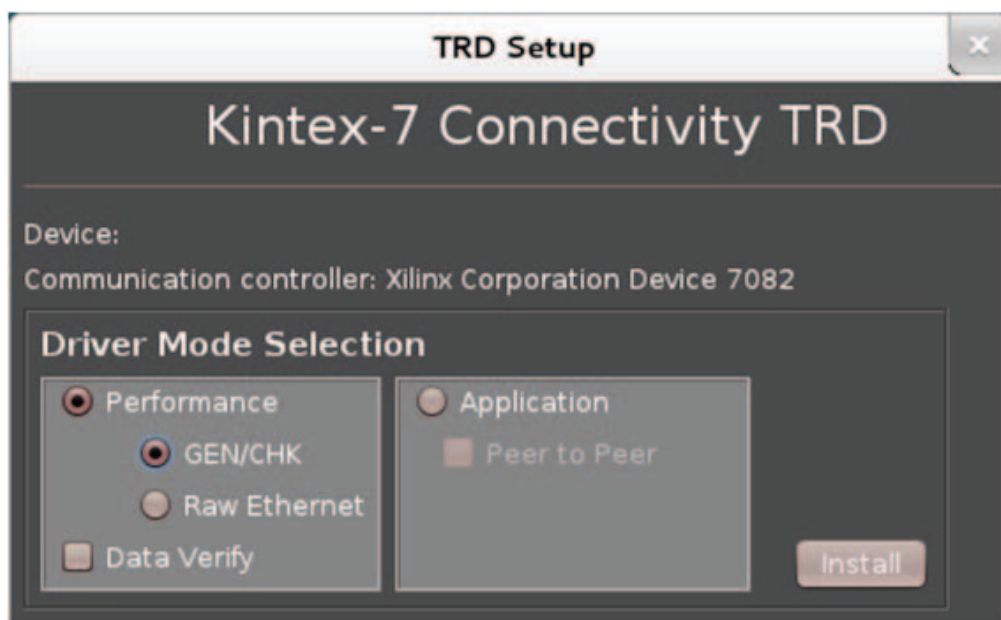 TRD Setup
Kintex-7 Connectivity TRD
Device:
Communication controller: Xilinx Corporation Device 7082
Driver Mode Selection
Performance
GEN/CHK
Raw Ethernet
Data Verify
Application
Peer to Peer
Install